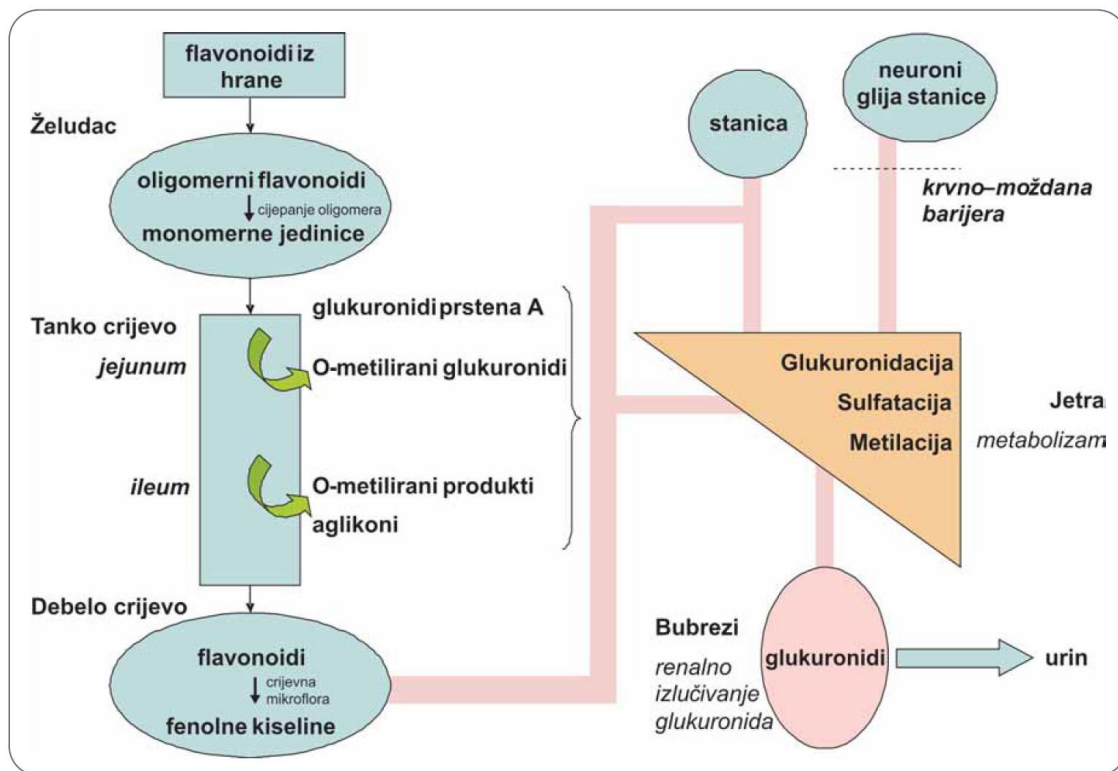 flavonoidi iz
hrane
Želudac
oligomerni flavonoidi
cijepanje oligomera
monomerne jedinice
Tanko crijevo
jejunum
ileum
glukuronidi prstena A
O-metilirani glukuronidi
O-metilirani produkti
aglikoni
Debelo crijevo
flavonoidi
crijevna
mikroflora
fenolne kiseline
stanica
neuroni
glija stanice
krvno–moždana
barijera
Glukuronidacija
Sulfatacija
Metilacija
Jetra
metabolizam
Bubrezi
renalno
izlučivanje
glukuronida
glukuronidi
urin